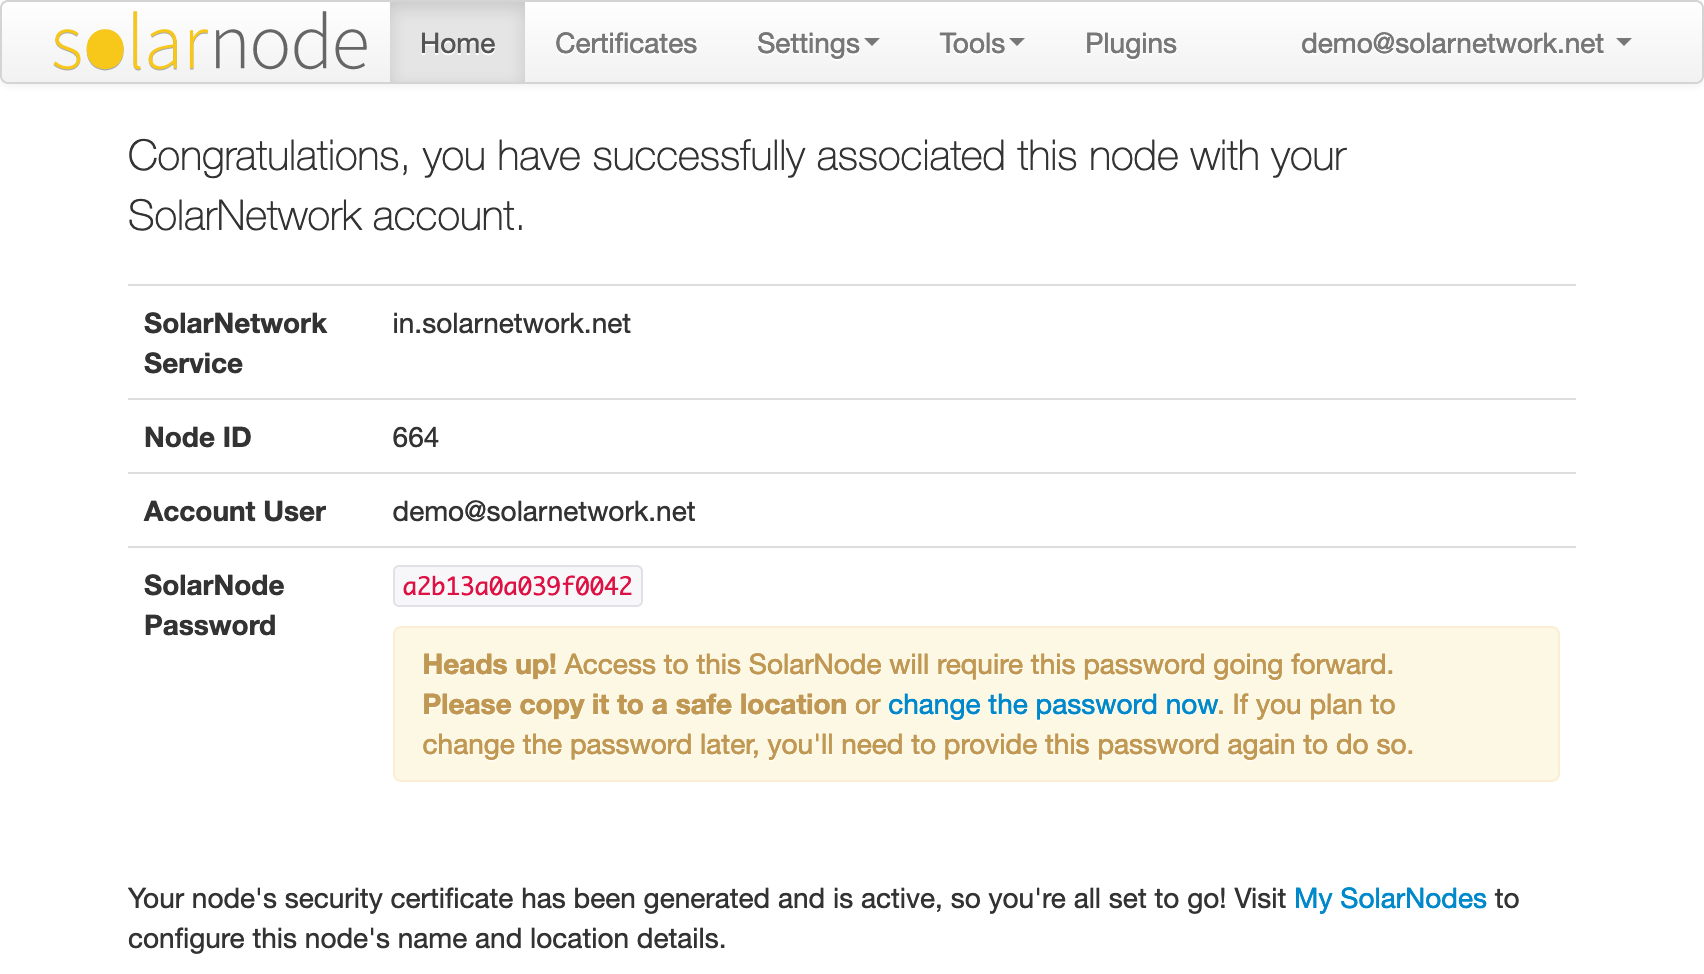 solarnode Home Certificates Settings Tools Plugins demo@solarnetwork.net
Congratulations, you have successfully associated this node with your
SolarNetwork account.
SolarNetwork in.solarnetwork.net
Service
Node ID 664
Account User demo@solarnetwork.net
SolarNode a2b13a0a039f0042
Password
Heads up! Access to this SolarNode will require this password going forward.
Please copy it to a safe location or change the password now. If you plan to
change the password later, you'll need to provide this password again to do so.
Your node's security certificate has been generated and is active, so you're all set to go! Visit My SolarNodes to
configure this node's name and location details.